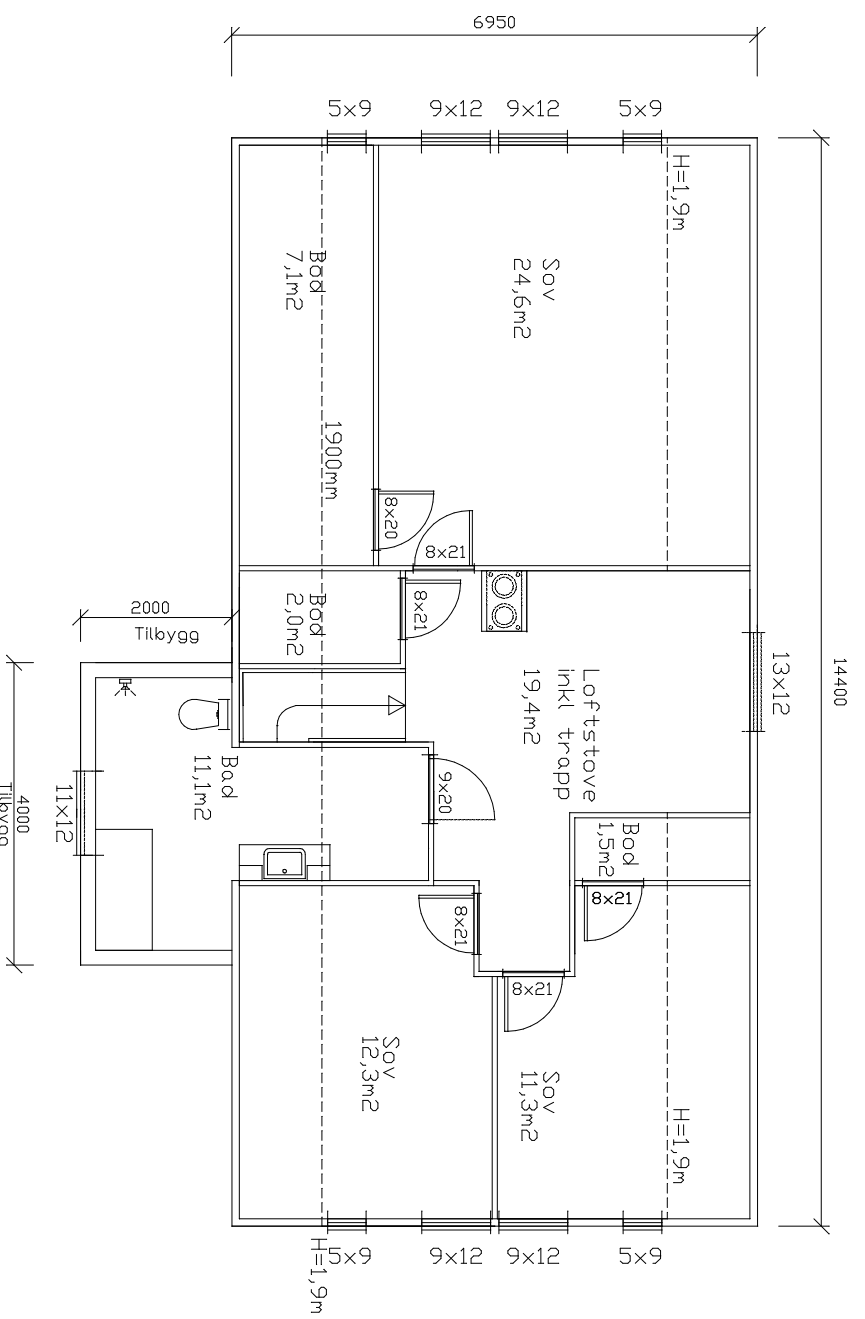 6950
5x9
9x12
9x12
5x9
H=1,9m
Bod
7,1m2
Sov
24,6m2
1900mm
8x20
8x21
8x21
Bod
2,0m2
2000
Tilbygg
Loftstove
inkl trapp
19,4m2
13x12
14400
Bad
11,1m2
11x12
4000
Tilbygg
9x20
Bod
1,5m2
8x21
8x21
8x21
Sov
12,3m2
Sov
11,3m2
H=1,9m
5x9
9x12
9x12
5x9
H=1,9m